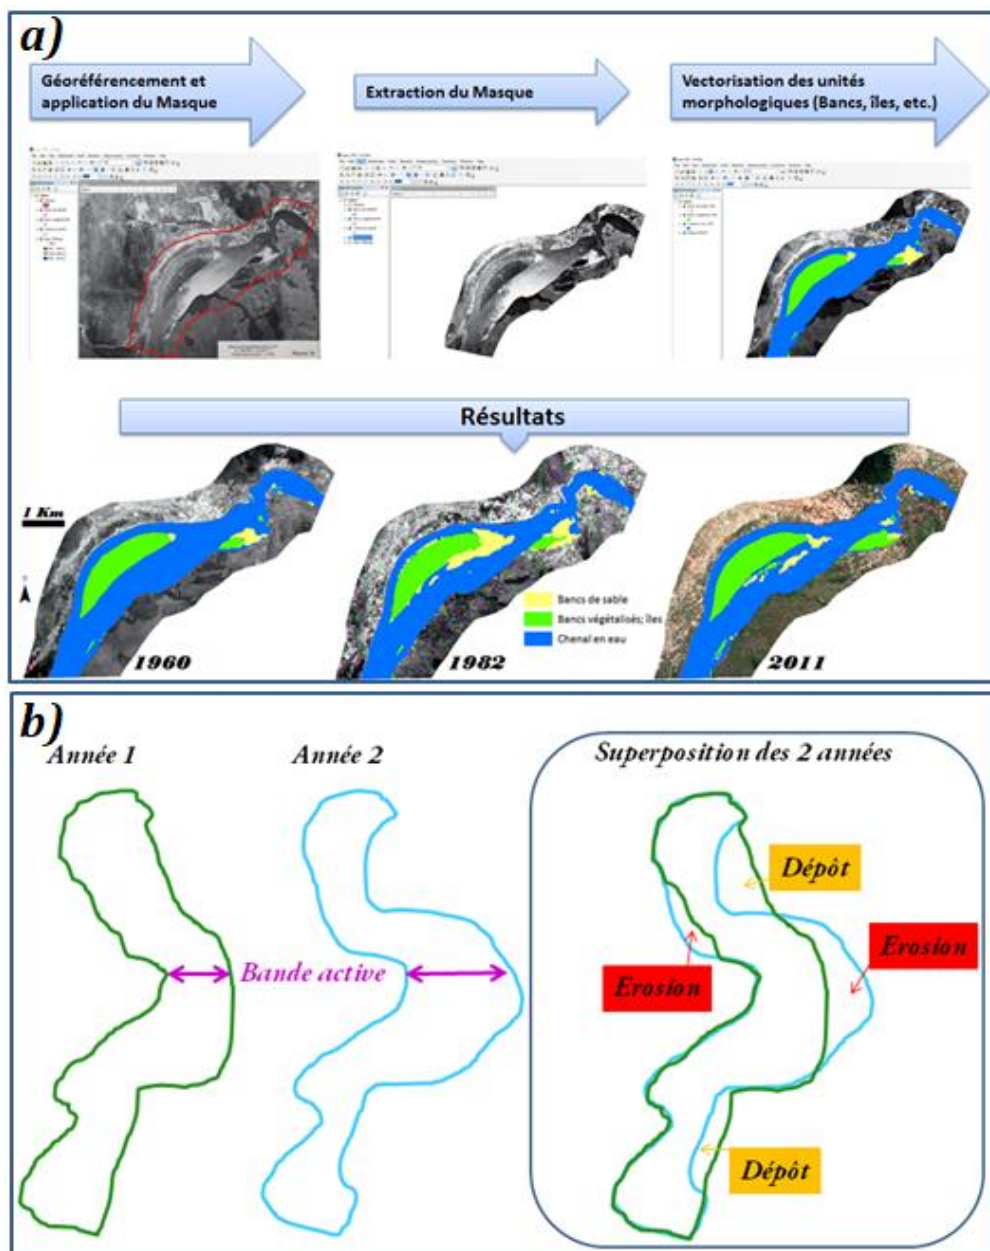 a)
Géoréférencement et
application du Masque
Extraction du Masque
Vectorisation des unités
morphologiques (Bancs, îles, etc.)
Résultats
1 Km
Bancs de sable
Bancs végétalisés; îles
Chenal en eau
1960
1982
2011
b)
Année 1
Année 2
Superposition des 2 années
Dépôt
Erosion
Bande active
Erosion
Dépôt